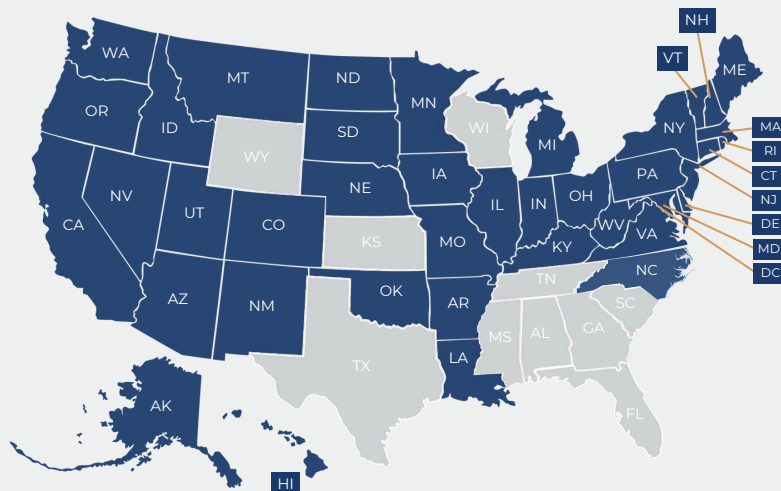 NH
WA
VT
ME
MT
ND
MN
OR
MA
WI
NY
ID
SD
MI
RI
WY
CT
PA
IA
NE
NJ
NV
OH
IL
IN
UT
DE
CA
CO
WV
VA
MO
KS
KY
MD
NC
DC
TN
OK
AZ
NM
AR
SC
MS
AL
GA
LA
TX
AK
FL
HI